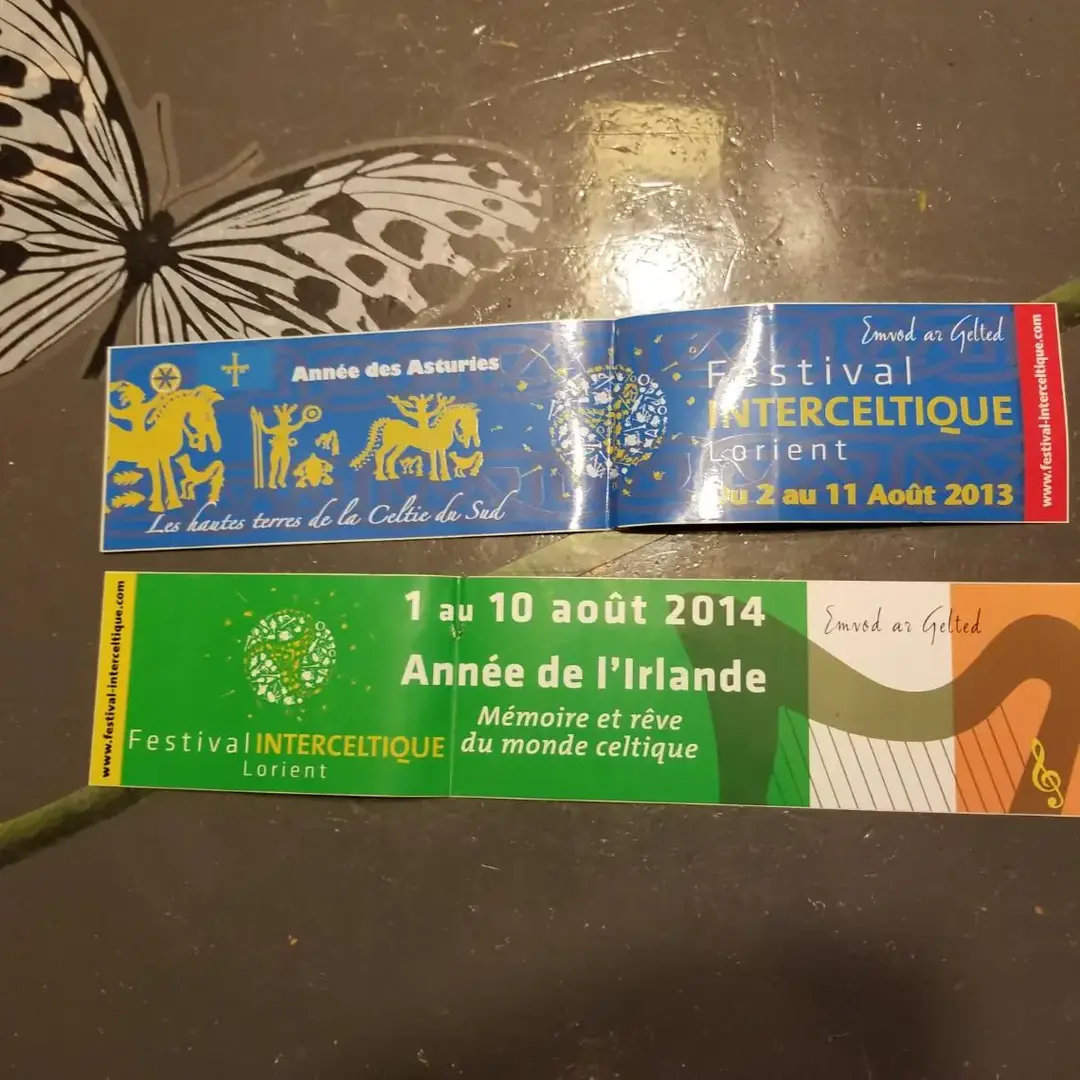 Année des Asturies
Les hautes terres de la Celtie du Sud
Emvod ar Gelted
Festival
INTERCELTIQUE
Lorient
du 2 au 11 Août 2013
www.festival-interceltique.com
www.festival-interceltique.com
Festival INTERCELTIQUE
Lorient
1 au 10 août 2014
Année de l'Irlande
Mémoire et rêve
du monde celtique
Emvod ar Gelted